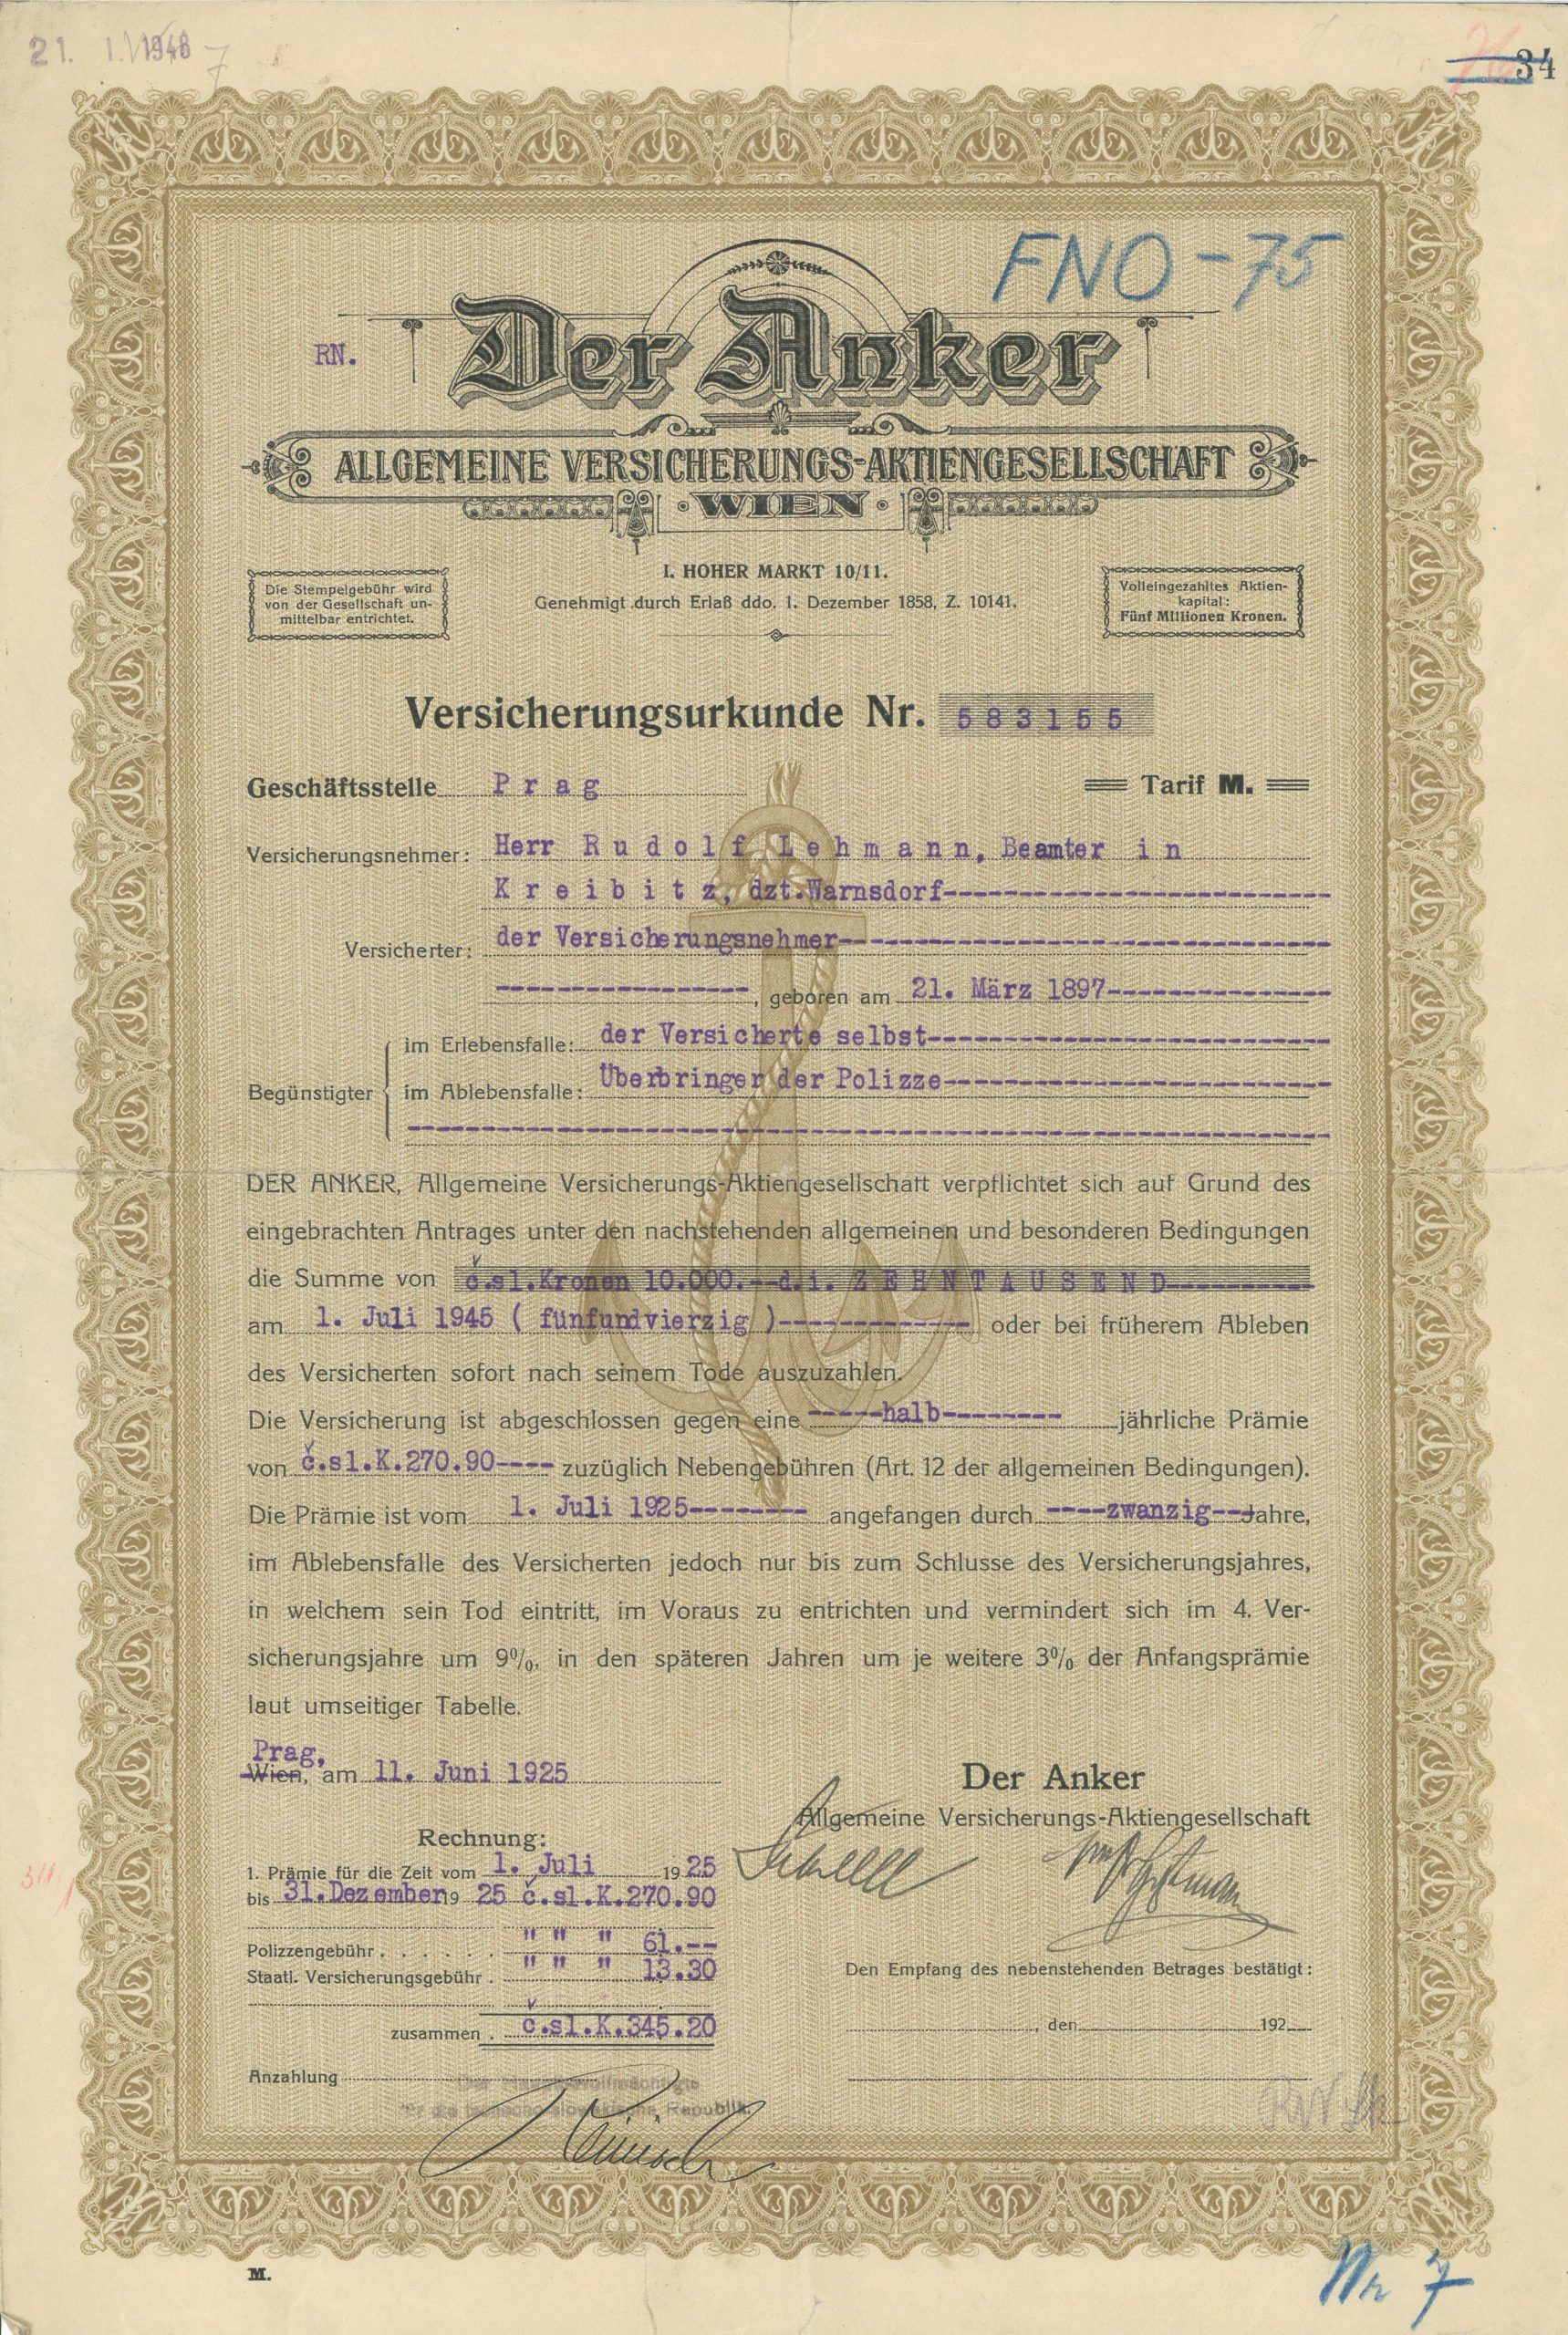 21. I. 1948 7
34
FNO-75
RN.
Der Anker
ALLGEMEINE VERSICHERUNGS-AKTIENGESELLSCHAFT
· WIEN ·
I. HOHER MARKT 10/11.
Genehmigt durch Erlaß ddo. 1. Dezember 1858, Z. 10141.
Die Stempelgebühr wird
von der Gesellschaft un-
mittelbar entrichtet.
Volleingezahltes Aktien-
kapital:
Fünf Millionen Kronen.
Versicherungsurkunde Nr. 583155
Geschäftsstelle Prag
Tarif M.
Versicherungsnehmer: Herr Rudolf Lehmann, Beamter in
Kreibitz, dzt.Warnsdorf
Versicherter: der Versicherungsnehmer
, geboren am 21. März 1897
Begünstigter
im Erlebensfalle: der Versicherte selbst
im Ablebensfalle: Überbringer der Polizze
DER ANKER, Allgemeine Versicherungs-Aktiengesellschaft verpflichtet sich auf Grund des
eingebrachten Antrages unter den nachstehenden allgemeinen und besonderen Bedingungen
die Summe von č.sl.Kronen 10.000.--d.i. ZEHNTAUSEND
am 1. Juli 1945 ( fünfundvierzig ) oder bei früherem Ableben
des Versicherten sofort nach seinem Tode auszuzahlen.
Die Versicherung ist abgeschlossen gegen eine -----halb-------- jährliche Prämie
von č.sl.K.270.90---- zuzüglich Nebengebühren (Art. 12 der allgemeinen Bedingungen).
Die Prämie ist vom 1. Juli 1925-------- angefangen durch ----zwanzig--Jahre,
im Ablebensfalle des Versicherten jedoch nur bis zum Schlusse des Versicherungsjahres,
in welchem sein Tod eintritt, im Voraus zu entrichten und vermindert sich im 4. Ver-
sicherungsjahre um 9%, in den späteren Jahren um je weitere 3% der Anfangsprämie
laut umseitiger Tabelle.
Prag,
Wien, am 11. Juni 1925
Der Anker
Allgemeine Versicherungs-Aktiengesellschaft
Rechnung:
1. Prämie für die Zeit vom 1. Juli 1925
bis 31.Dezember 19 25 č.sl.K.270.90
Polizzengebühr . . . . . . " " " 61.--
Staatl. Versicherungsgebühr . " " " 13.30
zusammen . č.sl.K.345.20
Anzahlung
Den Empfang des nebenstehenden Betrages bestätigt:
, den 192
Der Hauptbevollmächtigte
für die tschechoslowakische Republik.
M.
Nr 7